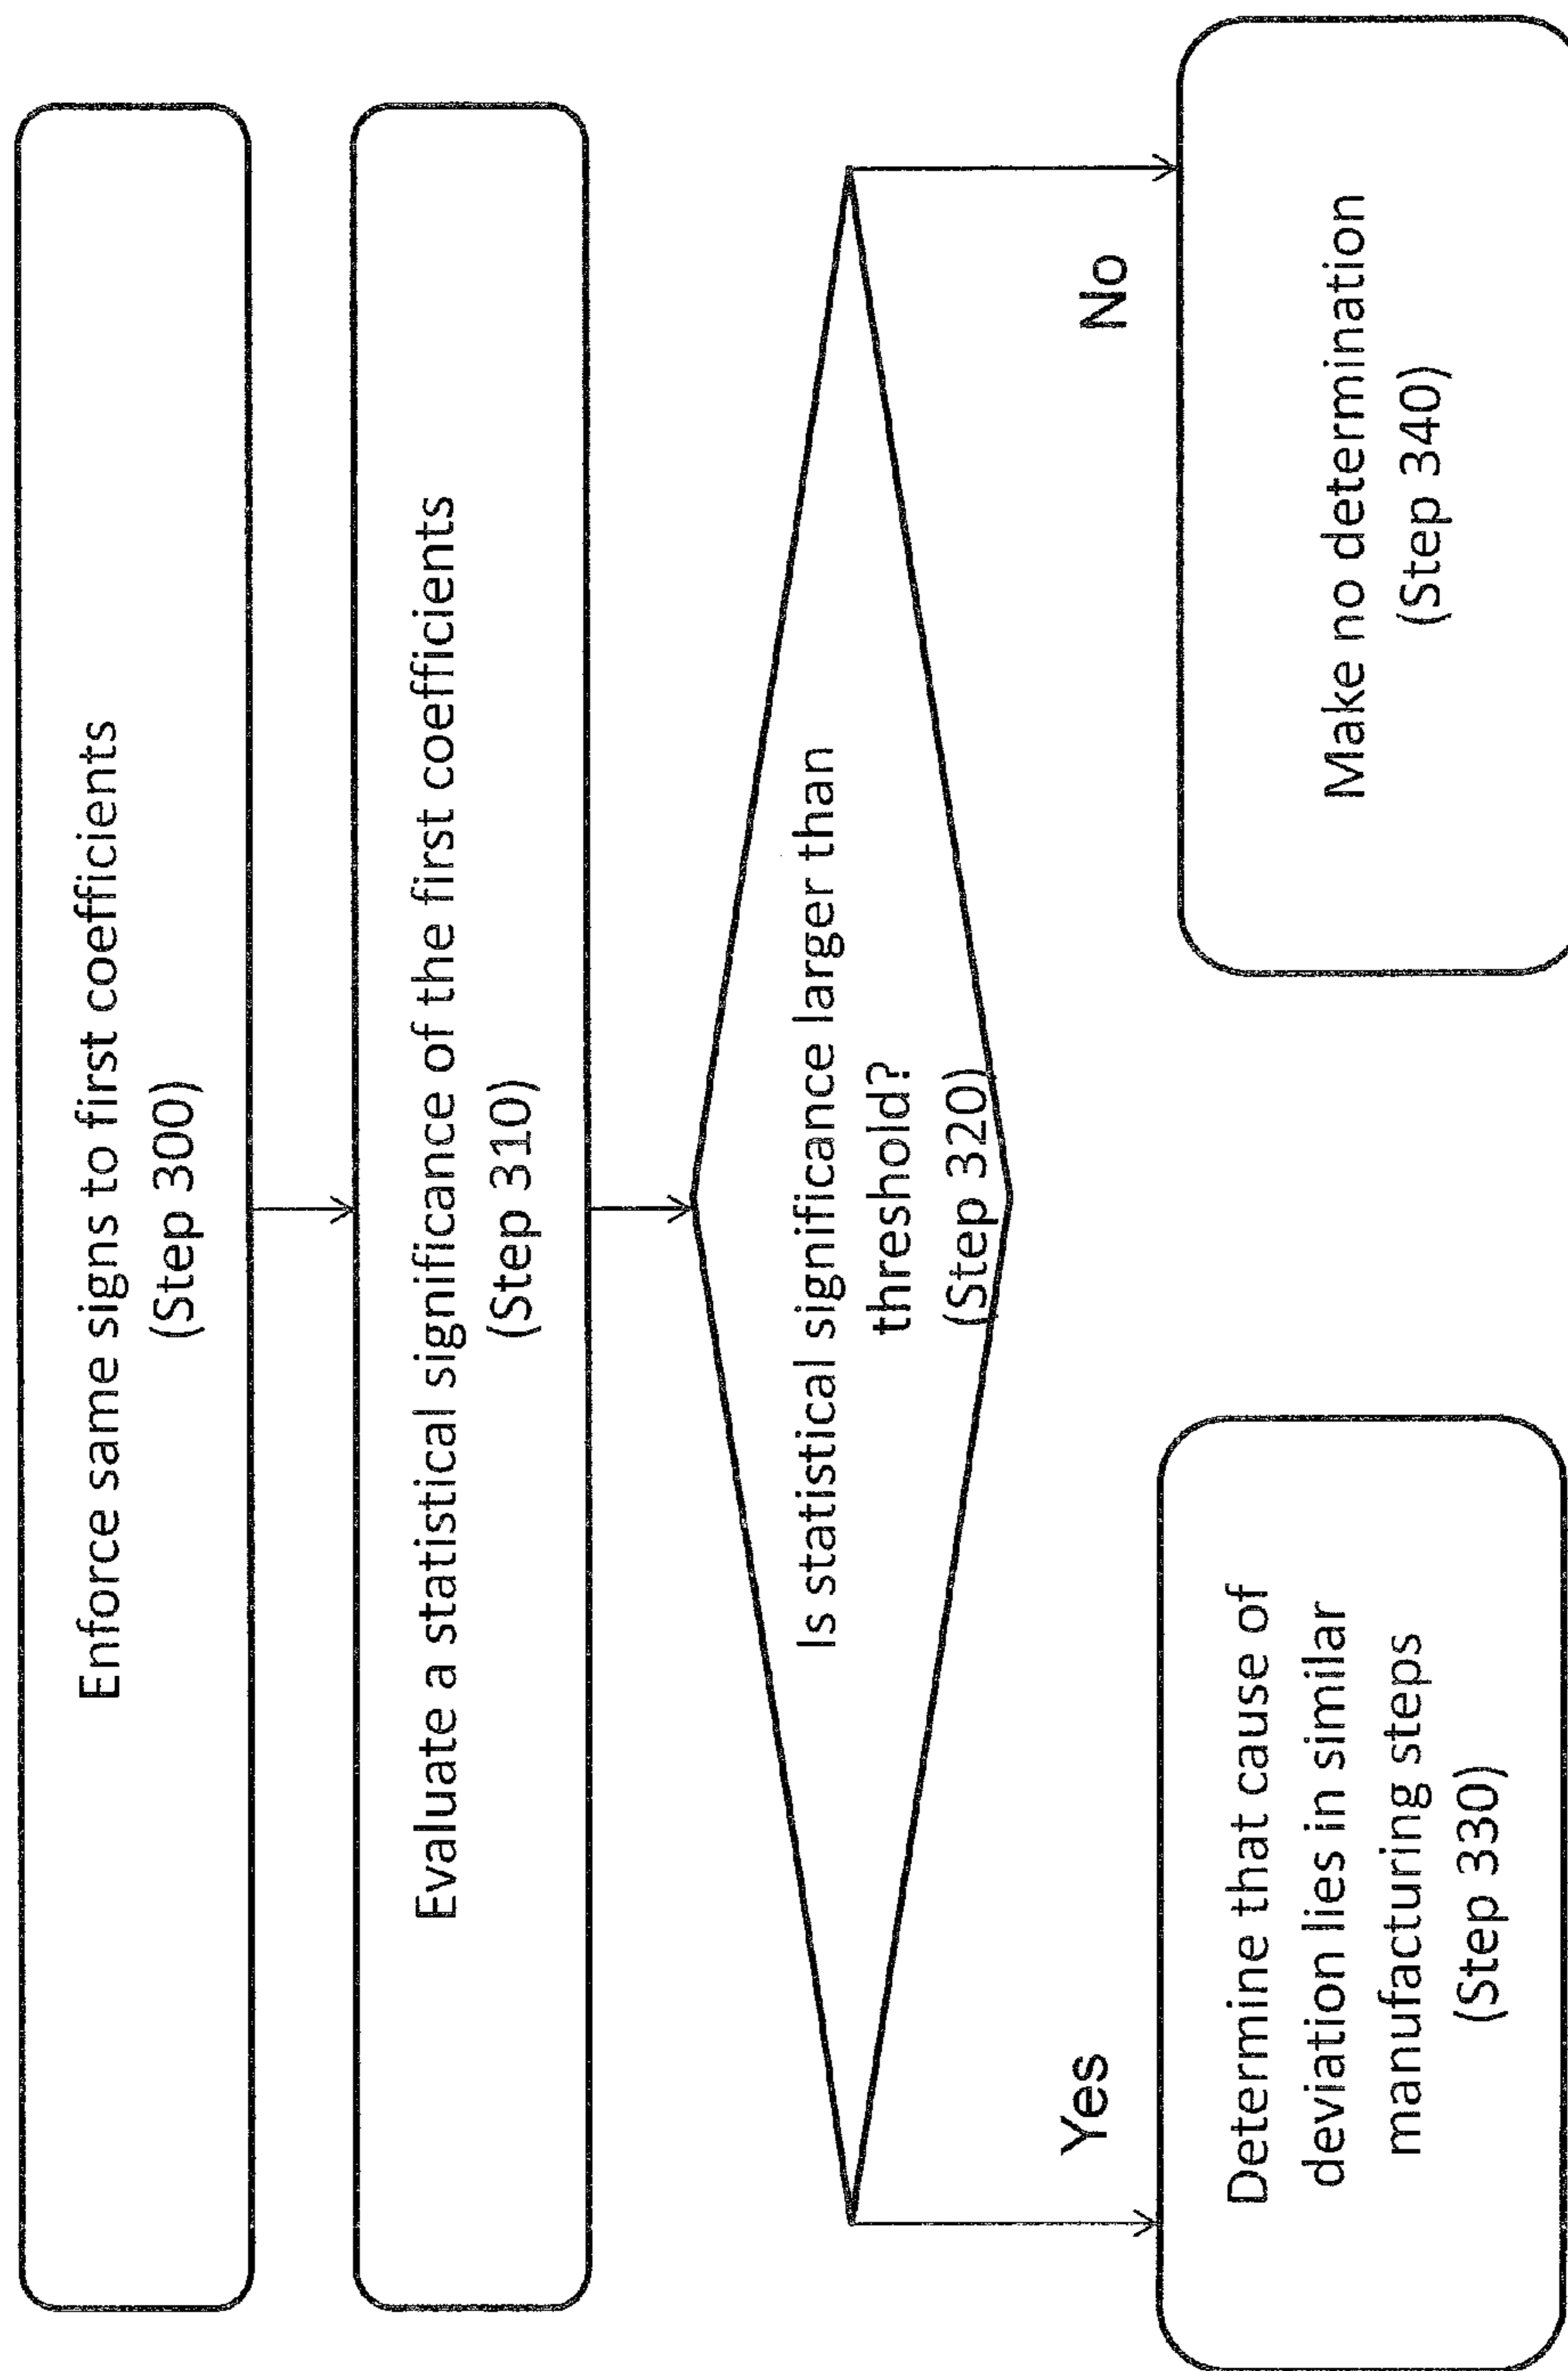 Enforce same signs to first coefficients
(Step 300)
Evaluate a statistical significance of the first coefficients
(Step 310)
Is statistical significance larger than
threshold?
(Step 320)
Yes
No
Determine that cause of
deviation lies in similar
manufacturing steps
(Step 330)
Make no determination
(Step 340)